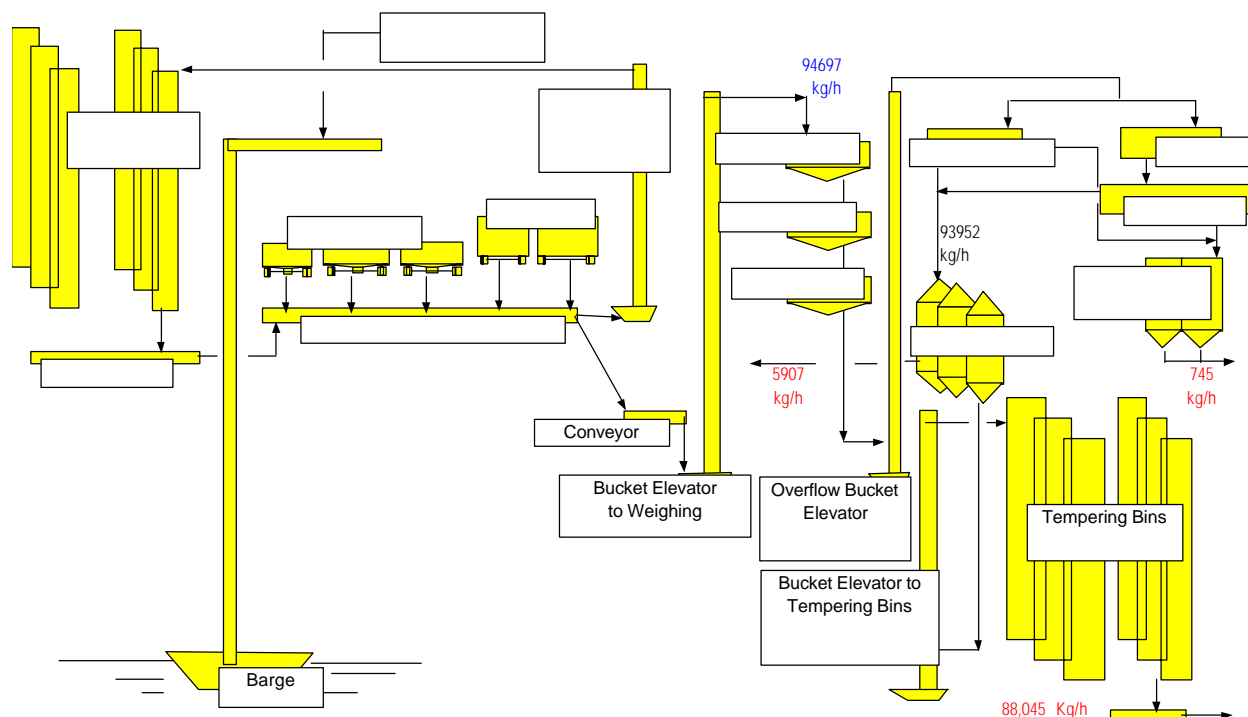 94697
kg/h
93952
kg/h
5907
kg/h
745
kg/h
Conveyor
Bucket Elevator
to Weighing
Overflow Bucket
Elevator
Tempering Bins
Bucket Elevator to
Tempering Bins
Barge
88,045 Kg/h